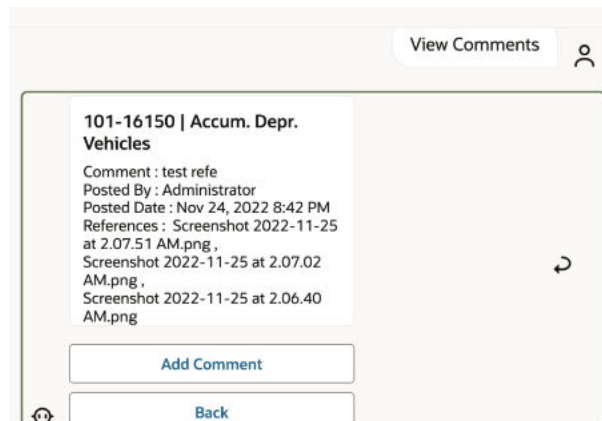 View Comments
101-16150 | Accum. Depr.
Vehicles
Comment : test refe
Posted By : Administrator
Posted Date : Nov 24, 2022 8:42 PM
References :  Screenshot 2022-11-25
at 2.07.51 AM.png ,
Screenshot 2022-11-25 at 2.07.02
AM.png ,
Screenshot 2022-11-25 at 2.06.40
AM.png
Add Comment
Back